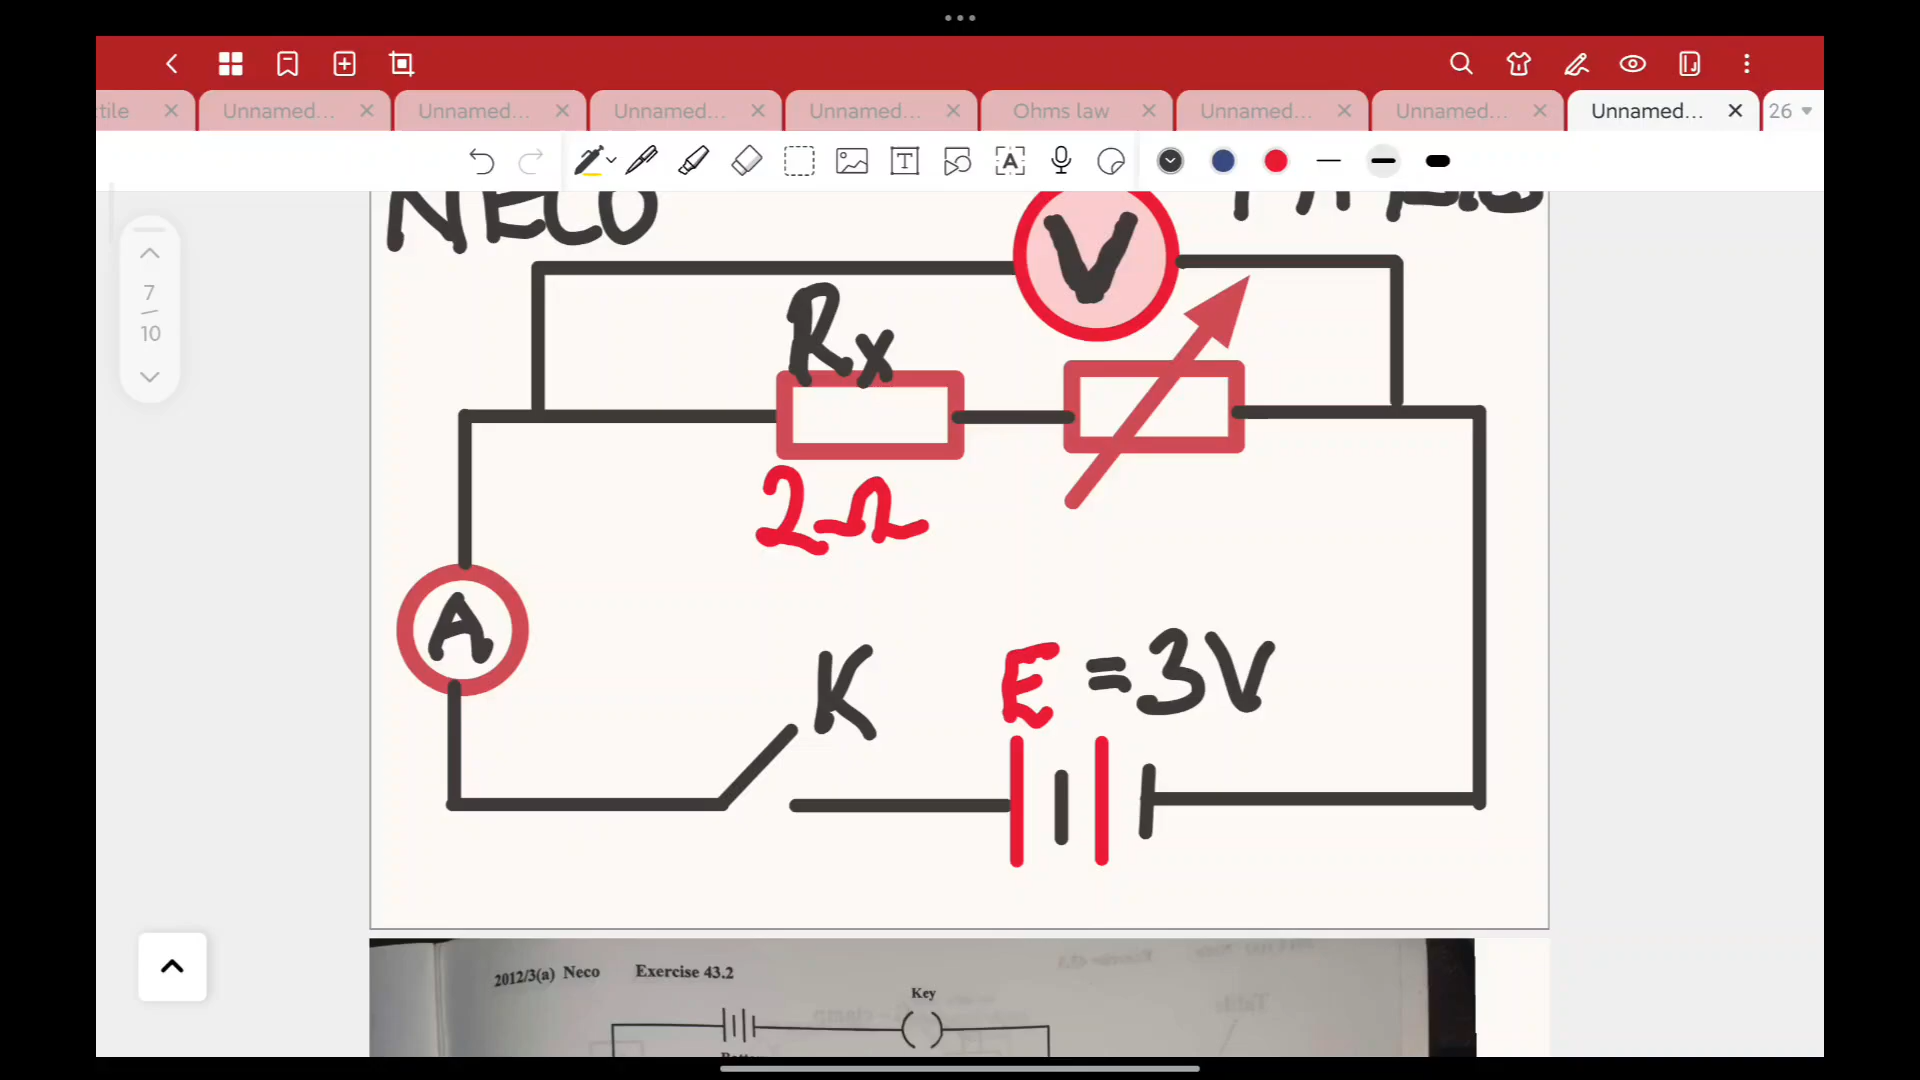 tile Unnamed... Unnamed... Unnamed... Unnamed... Ohms law Unnamed... Unnamed... Unnamed... 26
7
10
NECO
V
Rx
2Ω
A
K
E = 3V
2012/3(a) Neco Exercise 43.2
Key